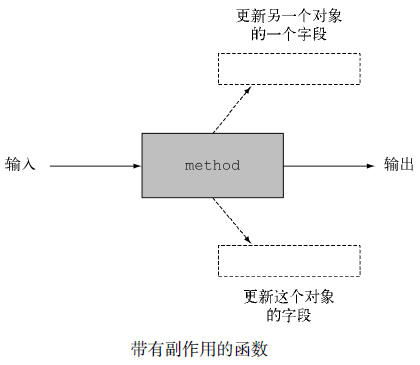 更新另一个对象
的一个字段
输入
method
输出
更新这个对象
的字段
带有副作用的函数